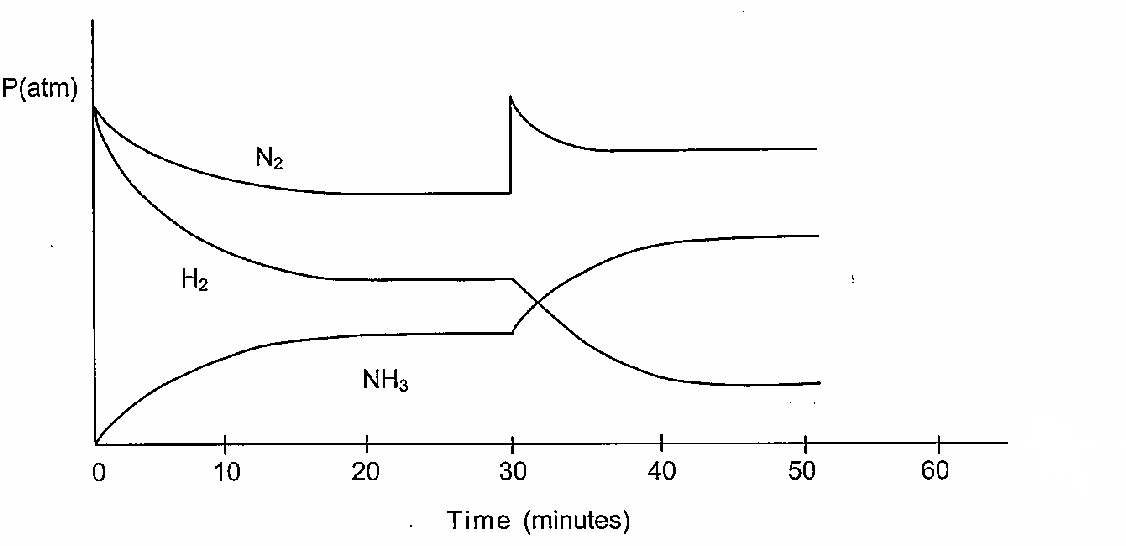 P(atm)
N₂
H₂
NH₃
0 10 20 30 40 50 60
Time (minutes)